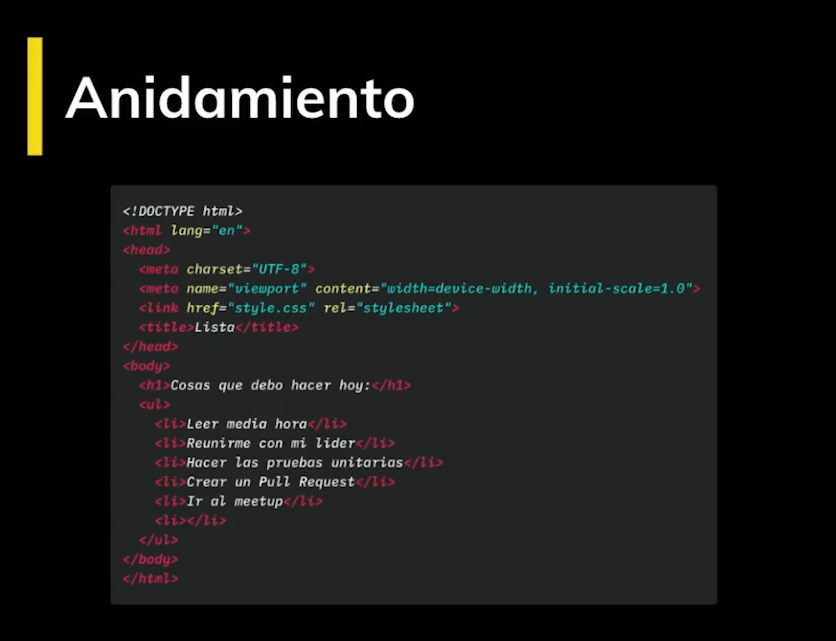 Anidamiento
<!DOCTYPE html>
<html lang="en">
<head>
  <meta charset="UTF-8">
  <meta name="viewport" content="width=device-width, initial-scale=1.0">
  <link href="style.css" rel="stylesheet">
  <title>Lista</title>
</head>
<body>
  <h1>Cosas que debo hacer hoy:</h1>
  <ul>
    <li>Leer media hora</li>
    <li>Reunirme con mi lider</li>
    <li>Hacer las pruebas unitarias</li>
    <li>Crear un Pull Request</li>
    <li>Ir al meetup</li>
    <li></li>
  </ul>
</body>
</html>